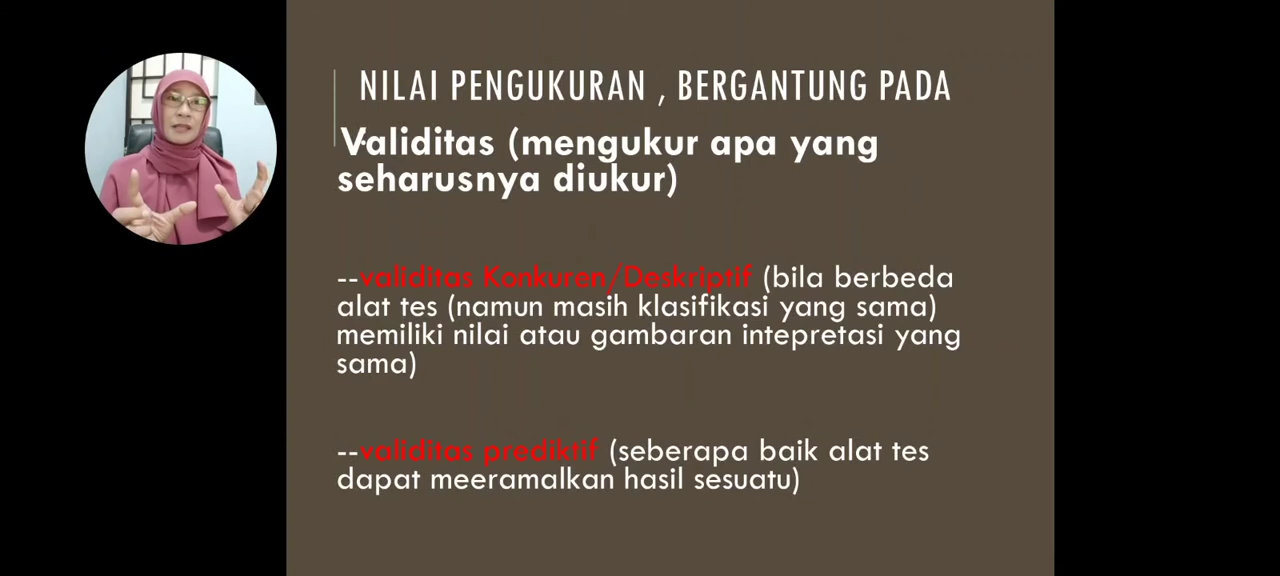 NILAI PENGUKURAN , BERGANTUNG PADA
Validitas (mengukur apa yang
seharusnya diukur)
--validitas Konkuren/Deskriptif (bila berbeda
alat tes (namun masih klasifikasi yang sama)
memiliki nilai atau gambaran intepretasi yang
sama)
--validitas prediktif (seberapa baik alat tes
dapat meeramalkan hasil sesuatu)